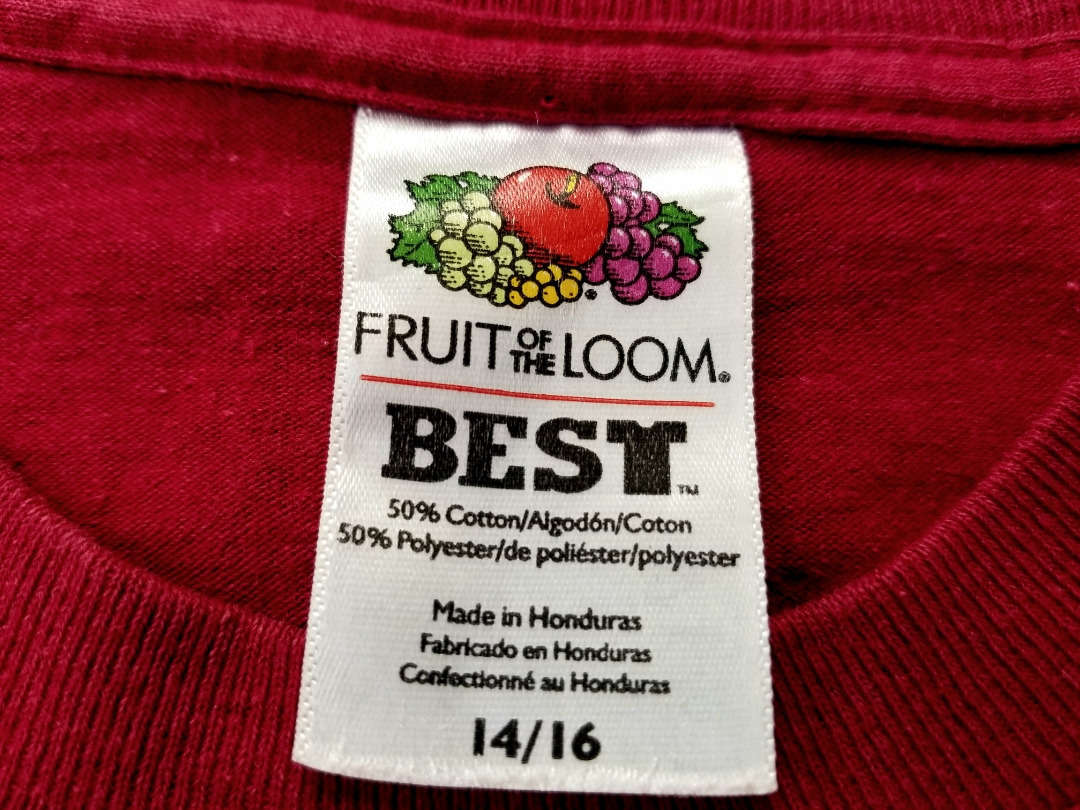 FRUIT OF THE LOOM®
BEST™
50% Cotton/Algodón/Coton
50% Polyester/de poliéster/polyester
Made in Honduras
Fabricado en Honduras
Confectionné au Honduras
14/16